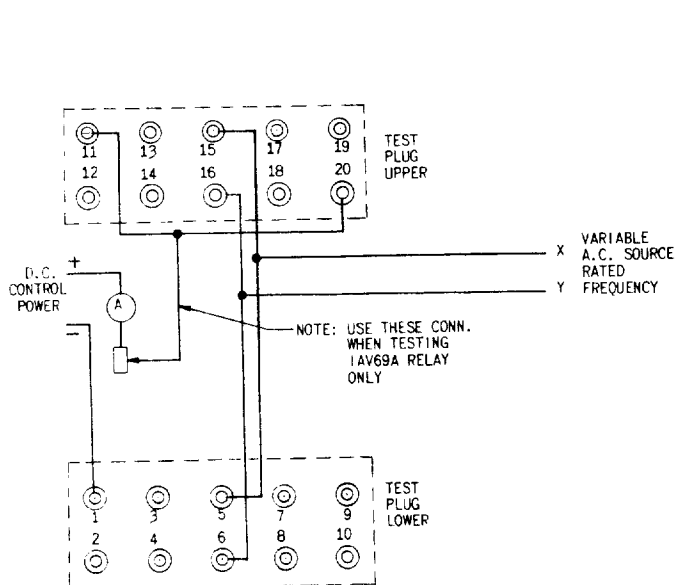 11 13 15 17 19
12 14 16 18 20
TEST
PLUG
UPPER
X
Y
VARIABLE
A.C. SOURCE
RATED
FREQUENCY
+
D.C.
CONTROL
POWER
—
A
NOTE: USE THESE CONN.
WHEN TESTING
IAV69A RELAY
ONLY
1 3 5 7 9
2 4 6 8 10
TEST
PLUG
LOWER